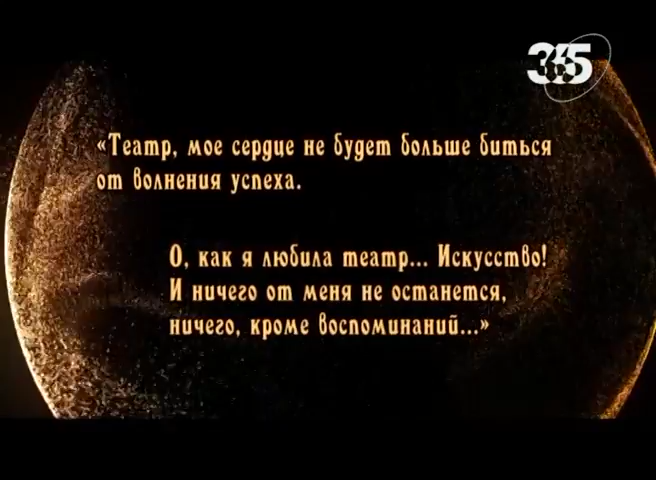 365
«Театр, мое сердце не будет больше биться
от волнения успеха.
О, как я любила театр... Искусство!
И ничего от меня не останется,
ничего, кроме воспоминаний...»